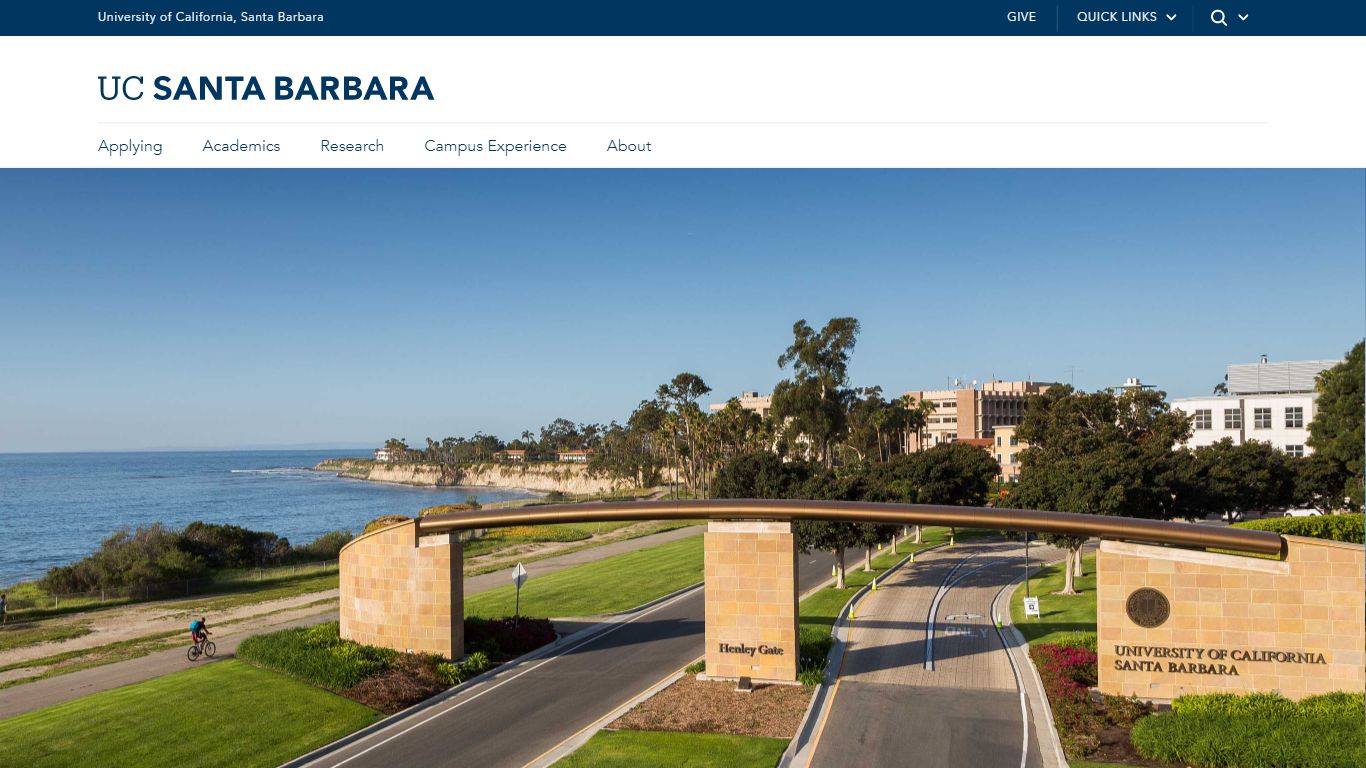 University of California, Santa Barbara
GIVE
QUICK LINKS
UC SANTA BARBARA
Applying
Academics
Research
Campus Experience
About
ONLY
Henley Gate
UNIVERSITY OF CALIFORNIA
SANTA BARBARA